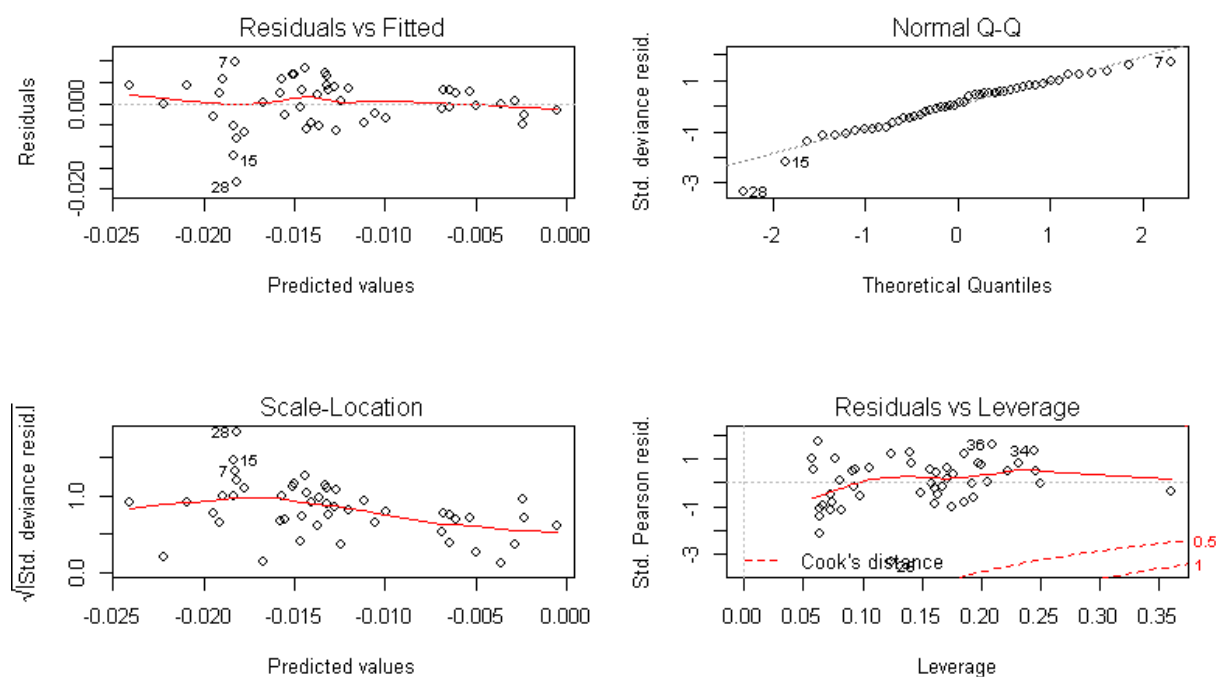 Residuals vs Fitted
Residuals
0.000
-0.020
7
15
28
-0.025 -0.020 -0.015 -0.010 -0.005 0.000
Predicted values
Normal Q-Q
Std. deviance resid.
1
-1
-3
7
15
28
-2 -1 0 1 2
Theoretical Quantiles
Scale-Location
√|Std. deviance resid.|
1.0
0.0
28
15
7
-0.025 -0.020 -0.015 -0.010 -0.005 0.000
Predicted values
Residuals vs Leverage
Std. Pearson resid.
1
-1
-3
36
34
28
Cook's distance
0.5
1
0.00 0.05 0.10 0.15 0.20 0.25 0.30 0.35
Leverage